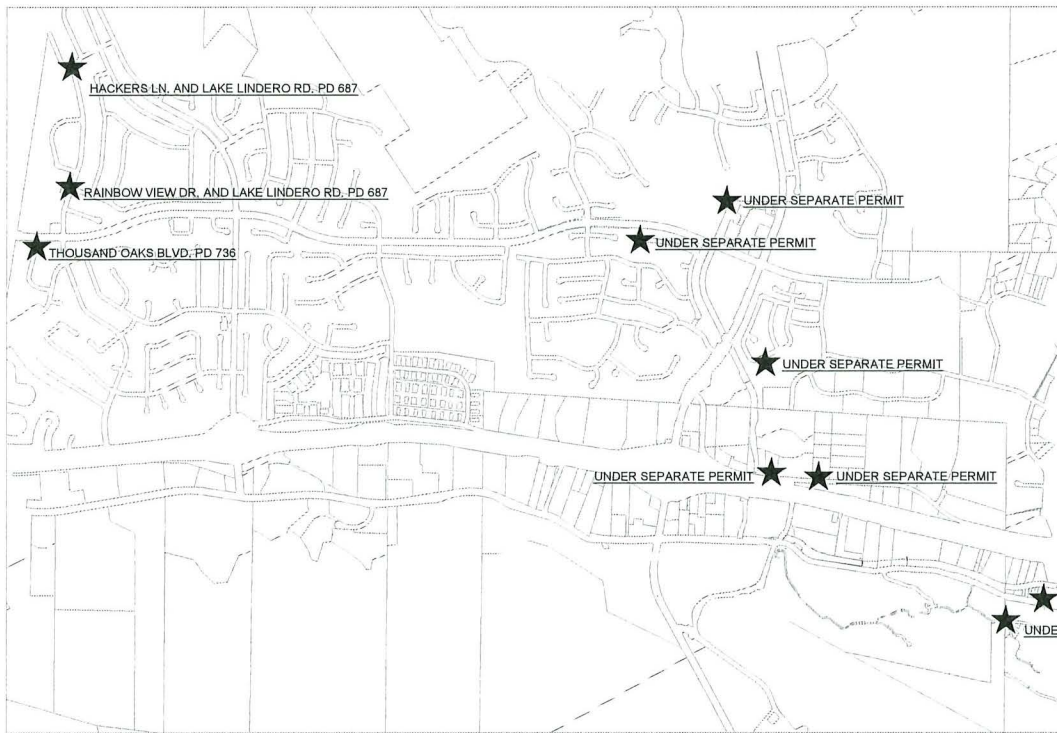 HACKERS LN. AND LAKE LINDERO RD. PD 687
RAINBOW VIEW DR. AND LAKE LINDERO RD. PD 687
UNDER SEPARATE PERMIT
UNDER SEPARATE PERMIT
THOUSAND OAKS BLVD. PD 736
UNDER SEPARATE PERMIT
UNDER SEPARATE PERMIT
UNDER SEPARATE PERMIT
UNDE